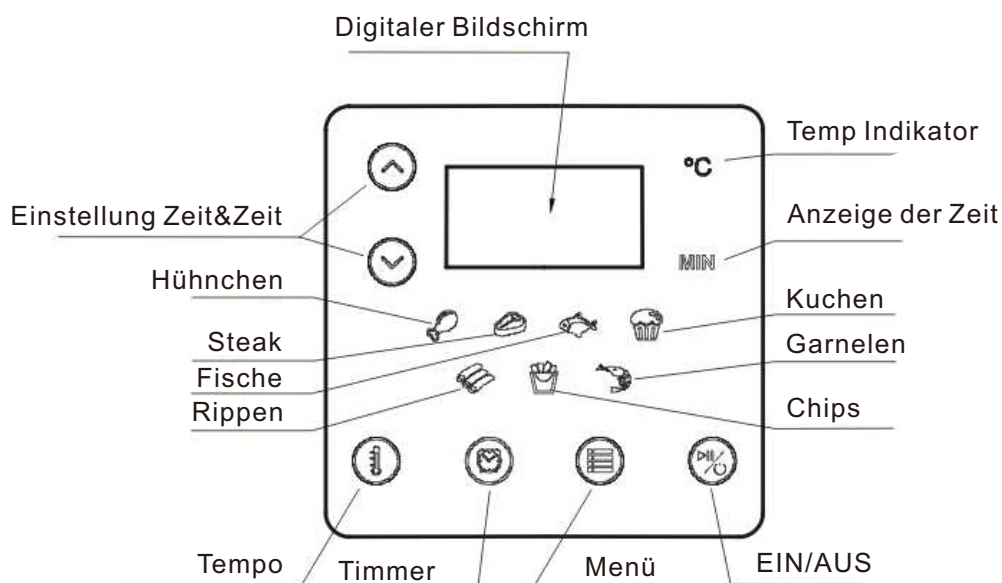 Digitaler Bildschirm
Temp Indikator
°C
Einstellung Zeit&Zeit
Anzeige der Zeit
MIN
Hühnchen
Kuchen
Steak
Garnelen
Fische
Rippen
Chips
Tempo
Timmer
Menü
EIN/AUS